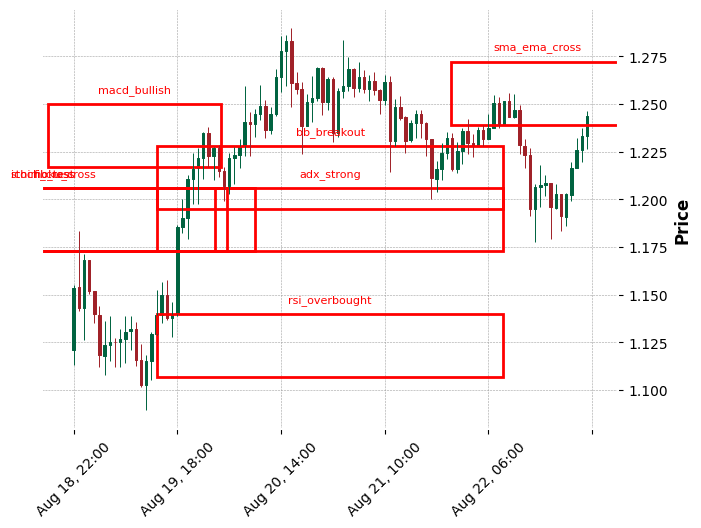 sma_ema_cross
macd_bullish
bb_breakout
adx_strong
rsi_overbought
1.275
1.250
1.225
1.200
1.175
1.150
1.125
1.100
Price
Aug 18, 22:00
Aug 19, 18:00
Aug 20, 14:00
Aug 21, 10:00
Aug 22, 06:00